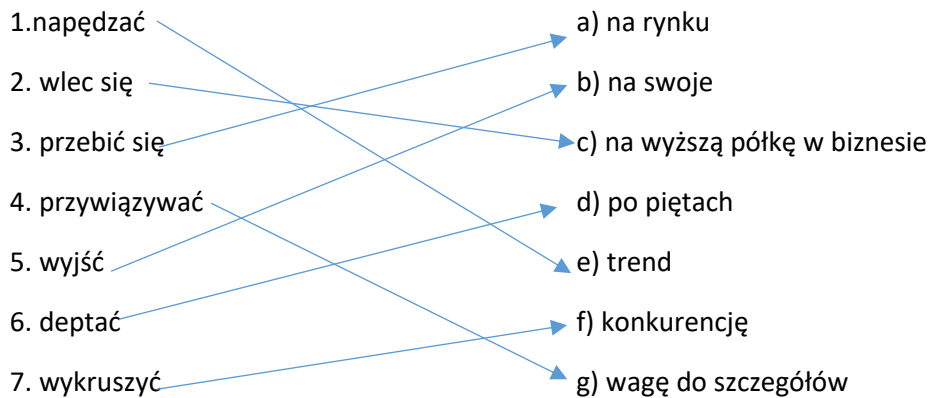 1.napędzać a) na rynku
2. wlec się b) na swoje
3. przebić się c) na wyższą półkę w biznesie
4. przywiązywać d) po piętach
5. wyjść e) trend
6. deptać f) konkurencję
7. wykruszyć g) wagę do szczegółów